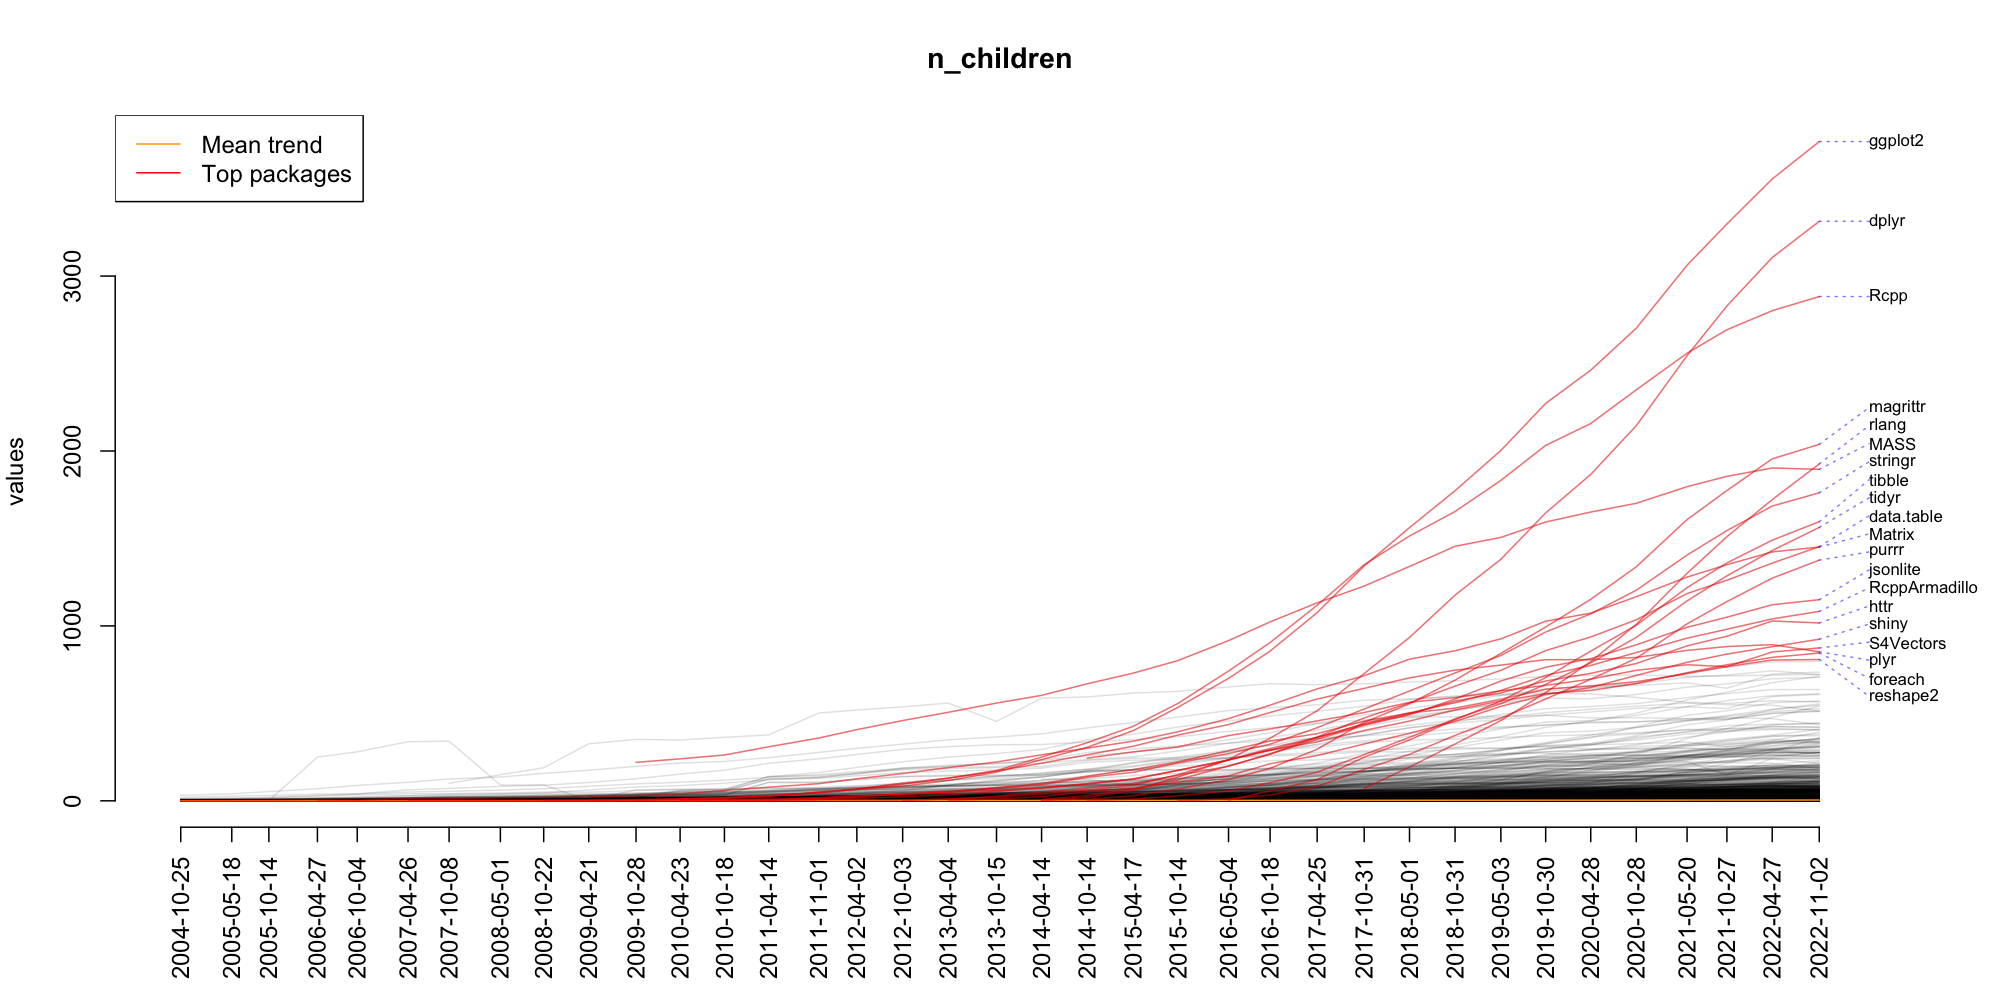 n_children
Mean trend
Top packages
values
0
1000
2000
3000
ggplot2
dplyr
Rcpp
magrittr
rlang
MASS
stringr
tibble
tidyr
data.table
Matrix
purrr
jsonlite
RcppArmadillo
httr
shiny
S4Vectors
plyr
foreach
reshape2
2004-10-25
2005-05-18
2005-10-14
2006-04-27
2006-10-04
2007-04-26
2007-10-08
2008-05-01
2008-10-22
2009-04-21
2009-10-28
2010-04-23
2010-10-18
2011-04-14
2011-11-01
2012-04-02
2012-10-03
2013-04-04
2013-10-15
2014-04-14
2014-10-14
2015-04-17
2015-10-14
2016-05-04
2016-10-18
2017-04-25
2017-10-31
2018-05-01
2018-10-31
2019-05-03
2019-10-30
2020-04-28
2020-10-28
2021-05-20
2021-10-27
2022-04-27
2022-11-02